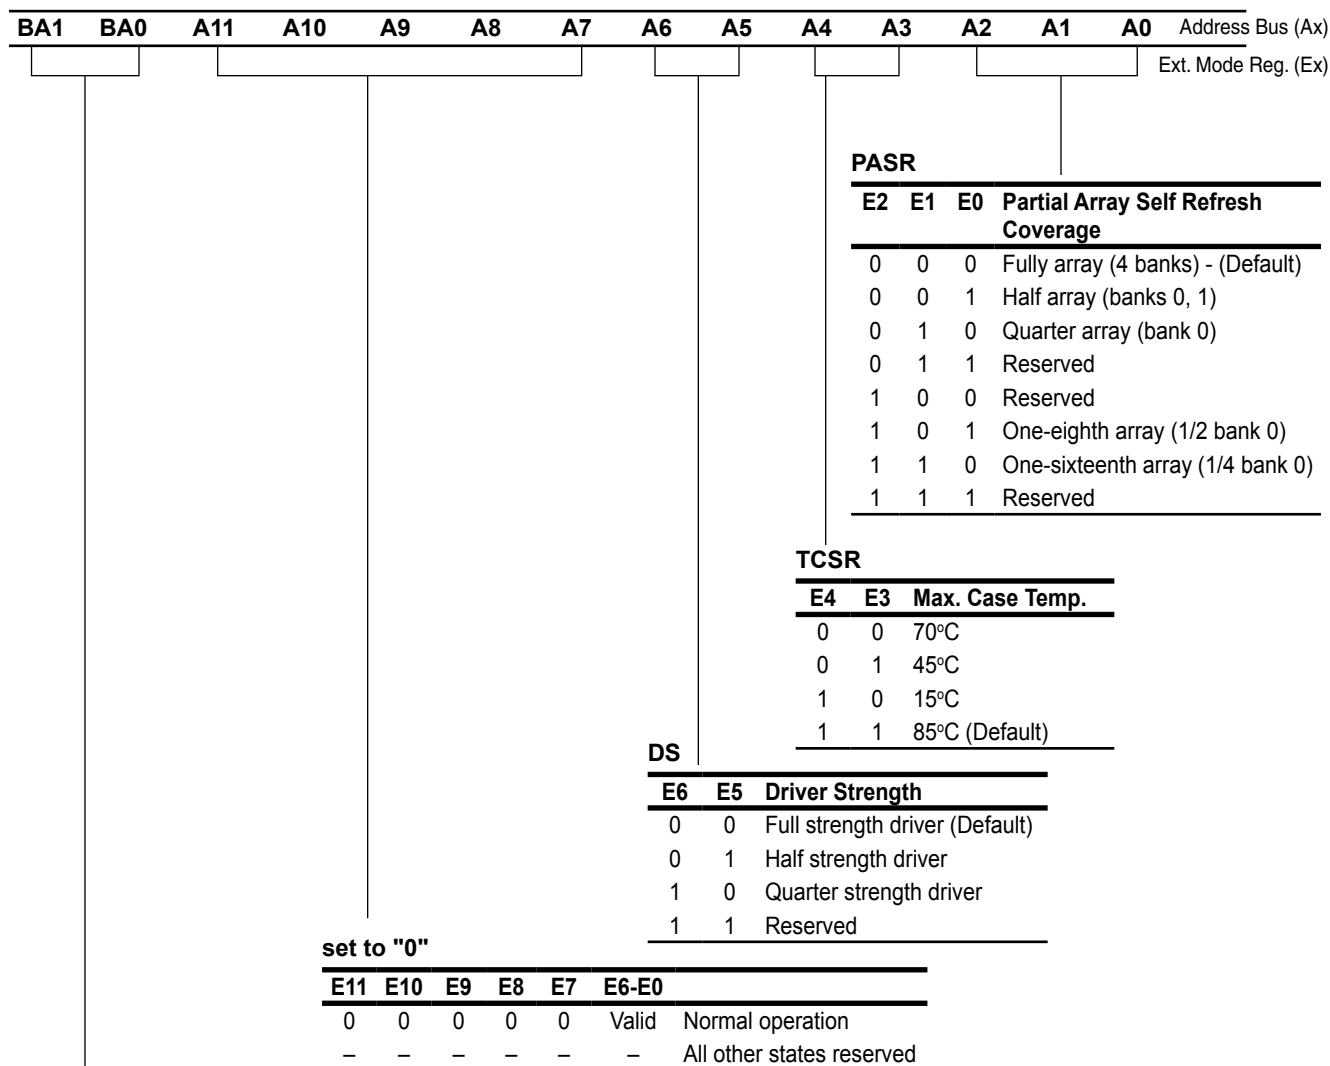 BA1 BA0 A11 A10 A9 A8 A7 A6 A5 A4 A3 A2 A1 A0 Address Bus (Ax)
Ext. Mode Reg. (Ex)
PASR
E2 E1 E0 Partial Array Self Refresh
Coverage
0 0 0 Fully array (4 banks) - (Default)
0 0 1 Half array (banks 0, 1)
0 1 0 Quarter array (bank 0)
0 1 1 Reserved
1 0 0 Reserved
1 0 1 One-eighth array (1/2 bank 0)
1 1 0 One-sixteenth array (1/4 bank 0)
1 1 1 Reserved
TCSR
E4 E3 Max. Case Temp.
0 0 70°C
0 1 45°C
1 0 15°C
1 1 85°C (Default)
DS
E6 E5 Driver Strength
0 0 Full strength driver (Default)
0 1 Half strength driver
1 0 Quarter strength driver
1 1 Reserved
set to "0"
E11 E10 E9 E8 E7 E6-E0
0 0 0 0 0 Valid Normal operation
– – – – – – All other states reserved